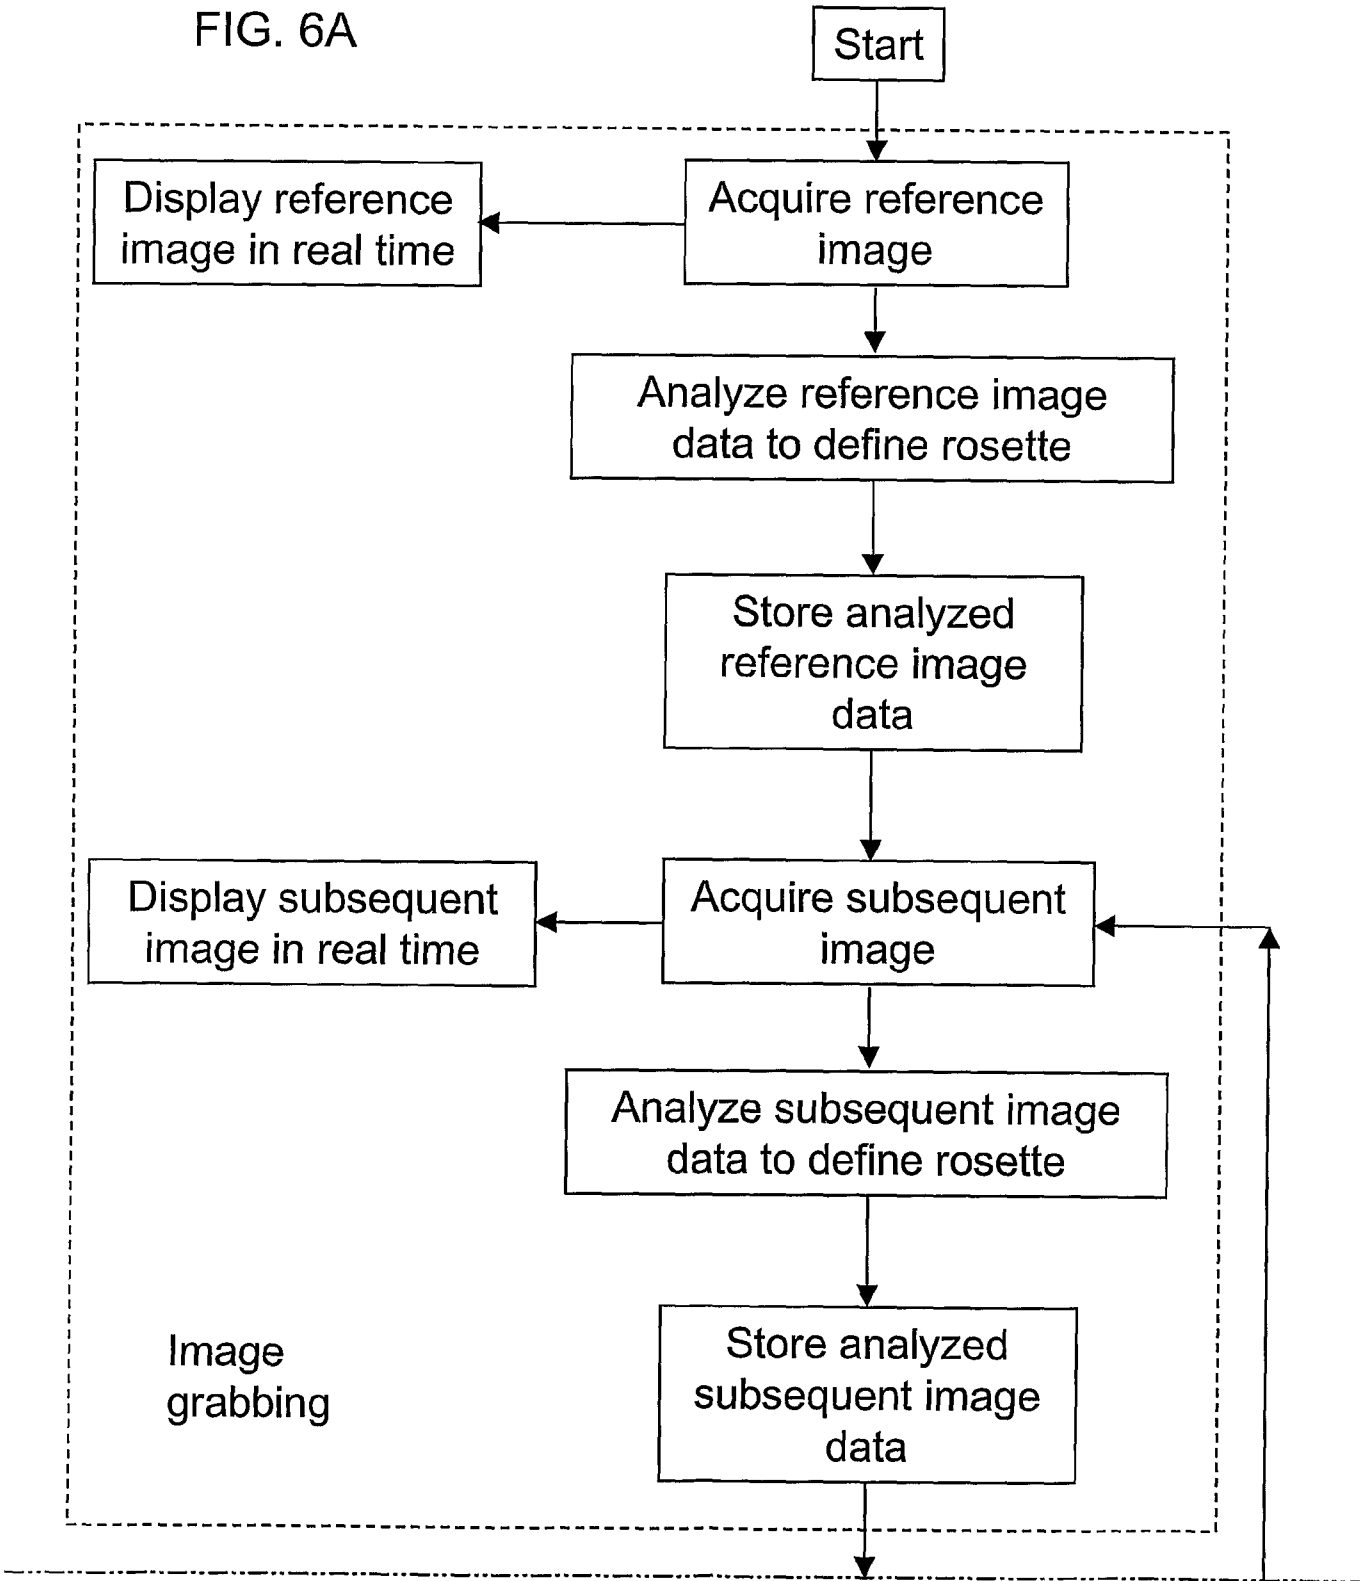 FIG. 6A
Start
Display reference
image in real time
Acquire reference
image
Analyze reference image
data to define rosette
Store analyzed
reference image
data
Display subsequent
image in real time
Acquire subsequent
image
Analyze subsequent image
data to define rosette
Store analyzed
subsequent image
data
Image
grabbing